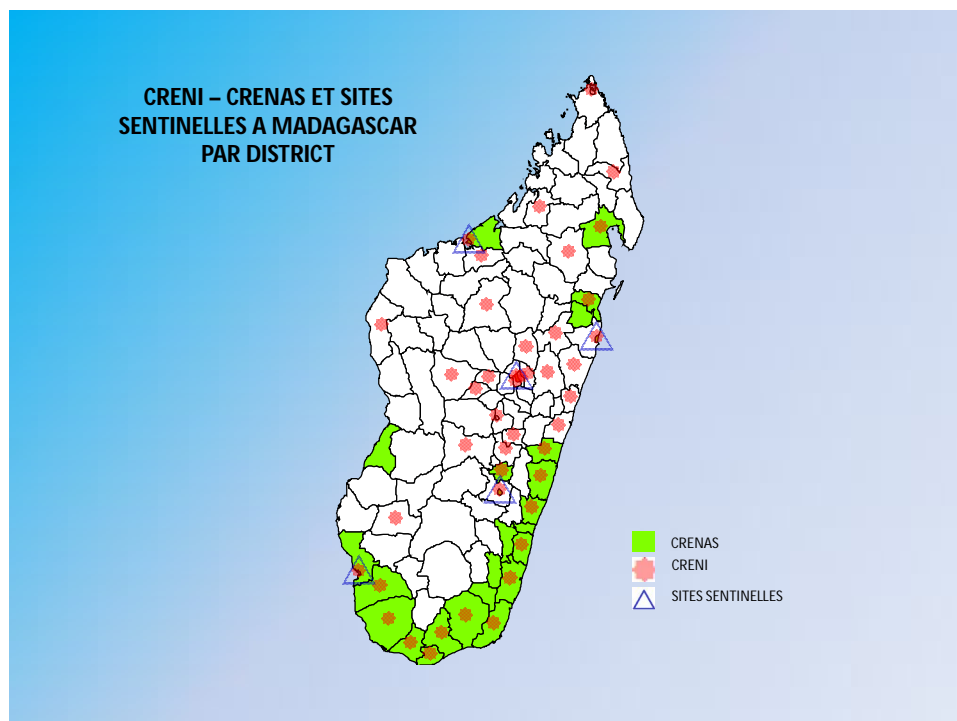 CRENI – CRENAS ET SITES
SENTINELLES A MADAGASCAR
PAR DISTRICT
CRENAS
CRENI
SITES SENTINELLES